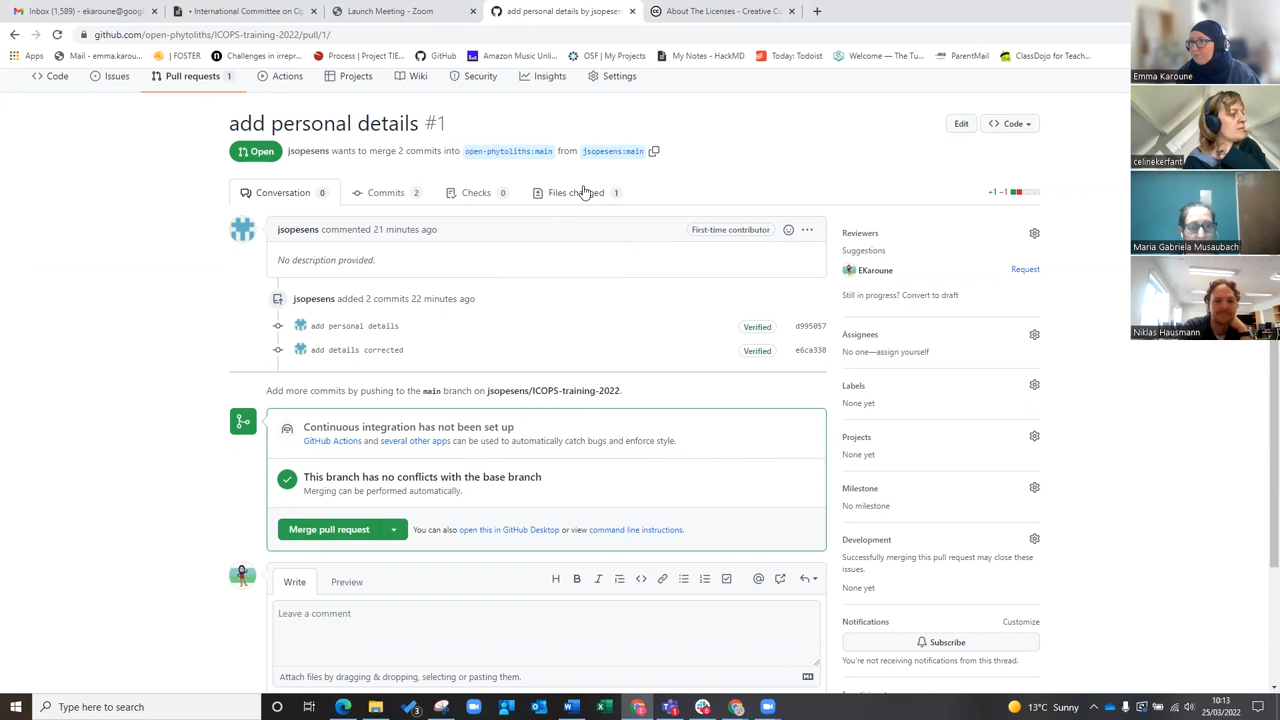 Inbox (1,589) - ekaroune@googl
• International Committee on Ope
Launch Meeting - Zoom
add personal details by jsopesen
About The Licenses - Creative Co
github.com/open-phytoliths/ICOPS-training-2022/pull/1/
Apps
Mail - emma.karou...
| FOSTER
Challenges in irrepr...
Process | Project TIE...
GitHub
Amazon Music Unl...
OSF | My Projects
My Notes - HackMD
Todoist: Today
Welcome — The Tu...
ParentMail
ClassDojo for Teach...
Code
Issues
Pull requests 1
Actions
Projects
Wiki
Security
Insights
Settings
add personal details #1
Edit
Code
Open
jsopesens wants to merge 2 commits into open-phytoliths:main from jsopesens:main
Conversation 0
Commits 2
Checks 0
Files changed 1
+1 −1
jsopesens commented 21 minutes ago
First-time contributor
No description provided.
jsopesens added 2 commits 22 minutes ago
add personal details
Verified
d995057
add details corrected
Verified
e6ca338
Add more commits by pushing to the main branch on jsopesens/ICOPS-training-2022.
Continuous integration has not been set up
GitHub Actions and several other apps can be used to automatically catch bugs and enforce style.
This branch has no conflicts with the base branch
Merging can be performed automatically.
Merge pull request
You can also open this in GitHub Desktop or view command line instructions.
Write
Preview
H B I
Leave a comment
Attach files by dragging & dropping, selecting or pasting them.
Reviewers
Suggestions
EKaroune
Request
Still in progress? Convert to draft
Assignees
No one—assign yourself
Labels
None yet
Projects
None yet
Milestone
No milestone
Development
Successfully merging this pull request may close these
issues.
None yet
Notifications
Customize
Subscribe
You're not receiving notifications from this thread.
Emma Karoune
celinekerfant
Maria Gabriela Musaubach
Niklas Hausmann
Type here to search
13°C Sunny
10:13
25/03/2022